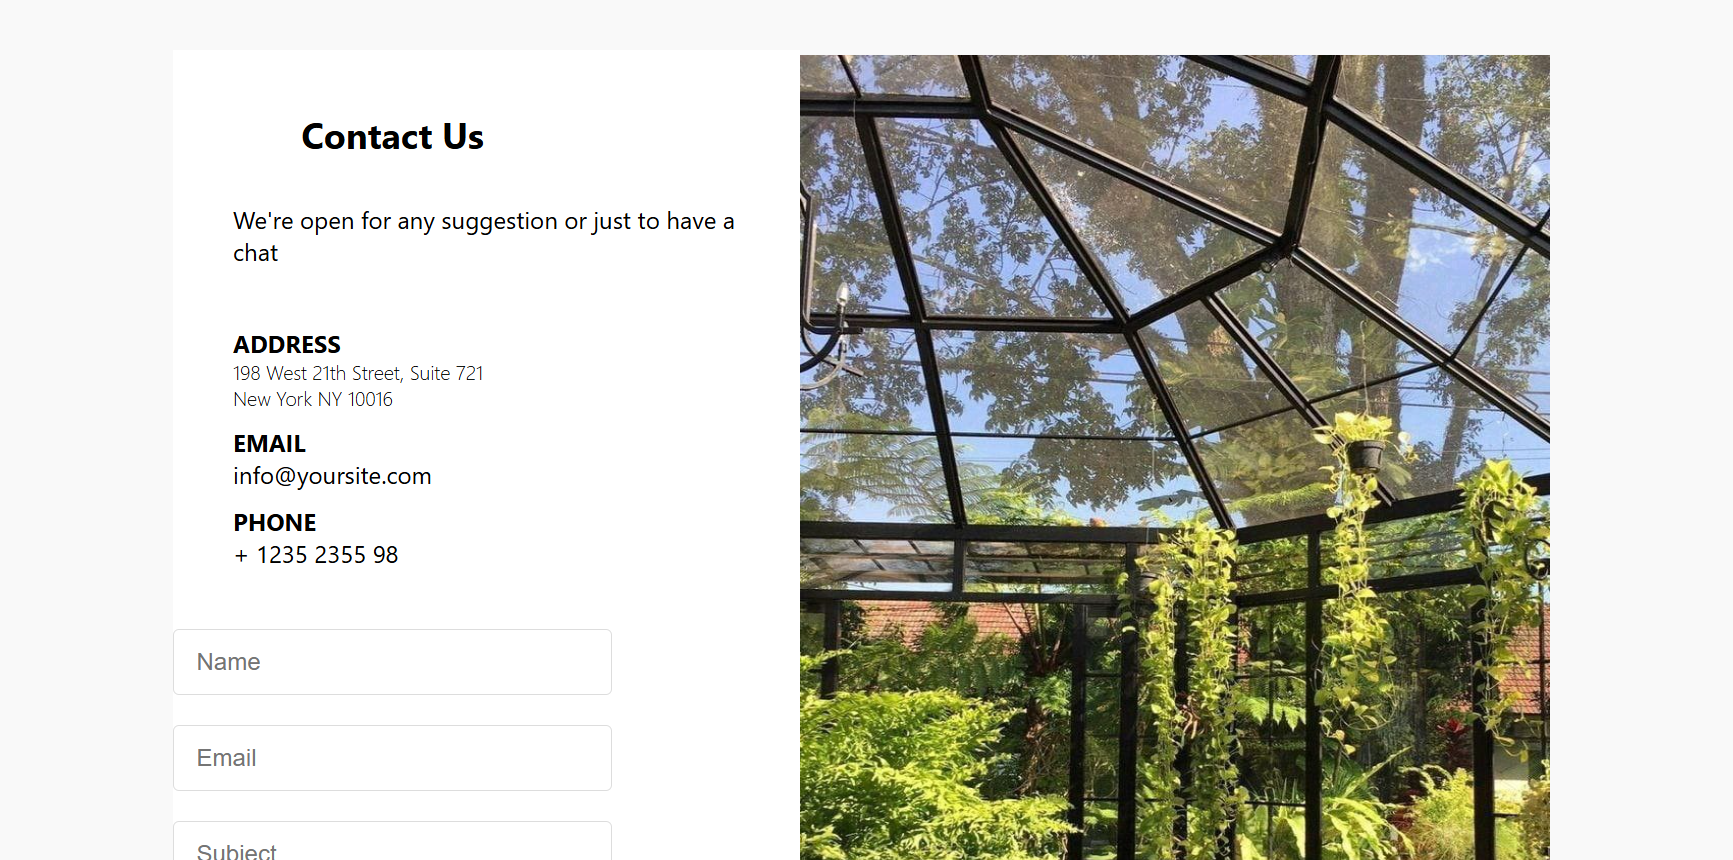 Contact Us
We're open for any suggestion or just to have a
chat
ADDRESS
198 West 21th Street, Suite 721
New York NY 10016
EMAIL
info@yoursite.com
PHONE
+ 1235 2355 98
Name
Email
Subject